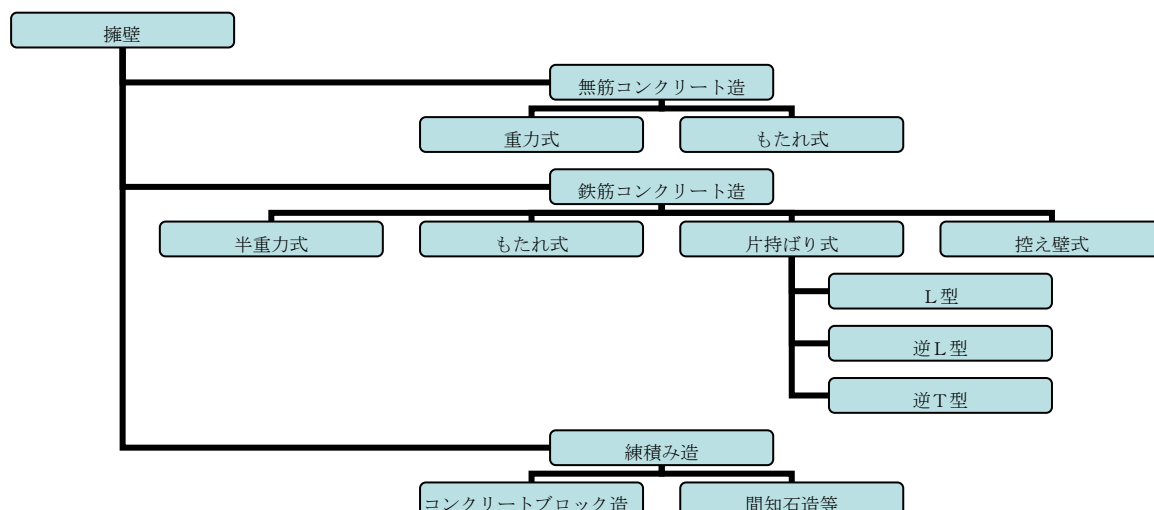 擁壁
無筋コンクリート造
重力式
もたれ式
鉄筋コンクリート造
半重力式
もたれ式
片持ばり式
控え壁式
L型
逆L型
逆T型
練積み造
コンクリートブロック造
間知石造等